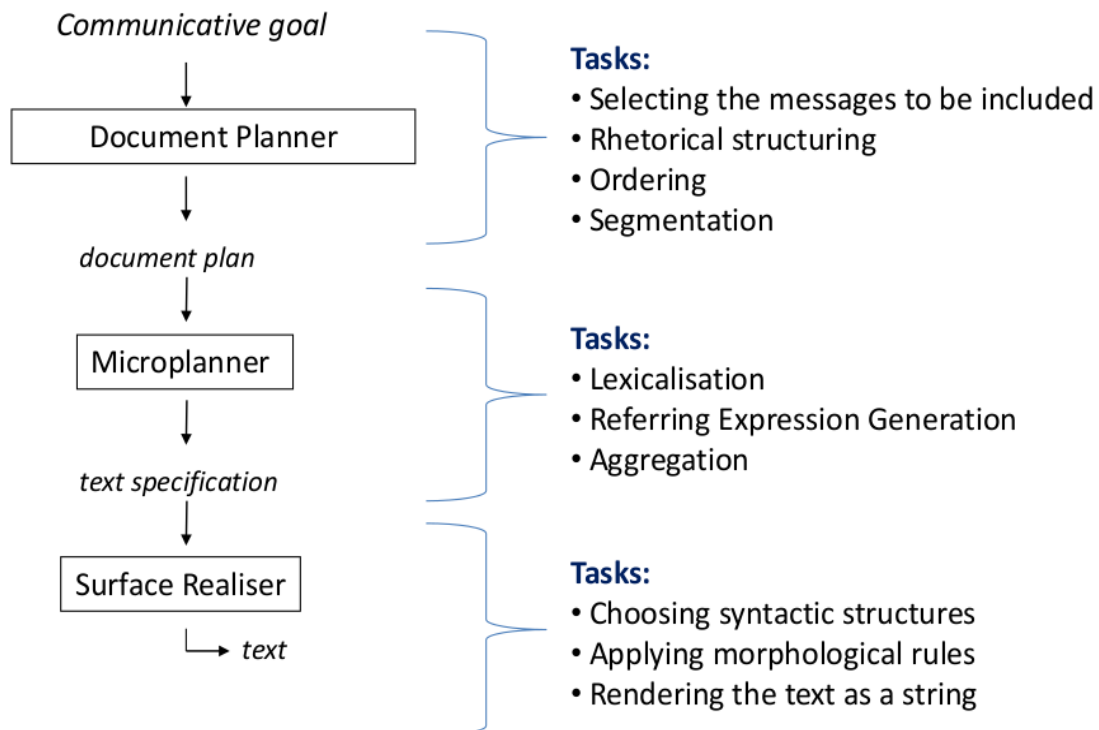 Communicative goal
Document Planner
document plan
Microplanner
text specification
Surface Realiser
text
Tasks:
• Selecting the messages to be included
• Rhetorical structuring
• Ordering
• Segmentation
Tasks:
• Lexicalisation
• Referring Expression Generation
• Aggregation
Tasks:
• Choosing syntactic structures
• Applying morphological rules
• Rendering the text as a string